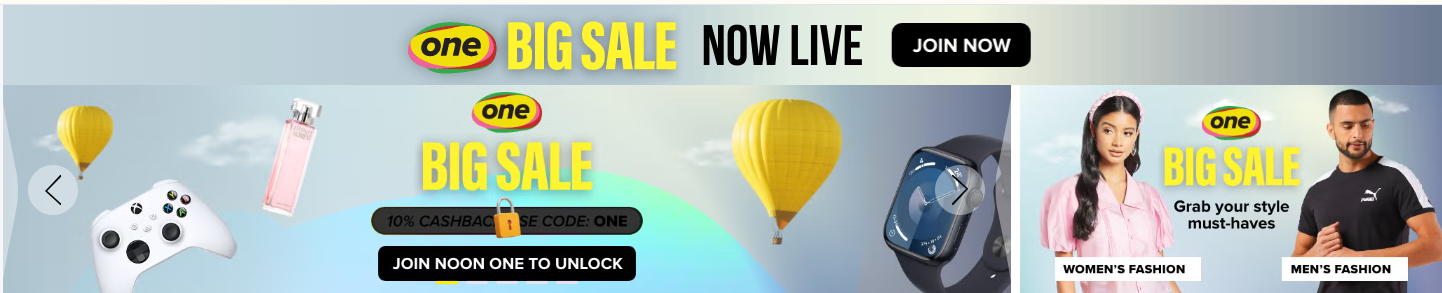 one BIG SALE NOW LIVE JOIN NOW
one
BIG SALE
10% CASHBAC SE CODE: ONE
JOIN NOON ONE TO UNLOCK
one
BIG SALE
Grab your style
must-haves
WOMEN'S FASHION
MEN'S FASHION